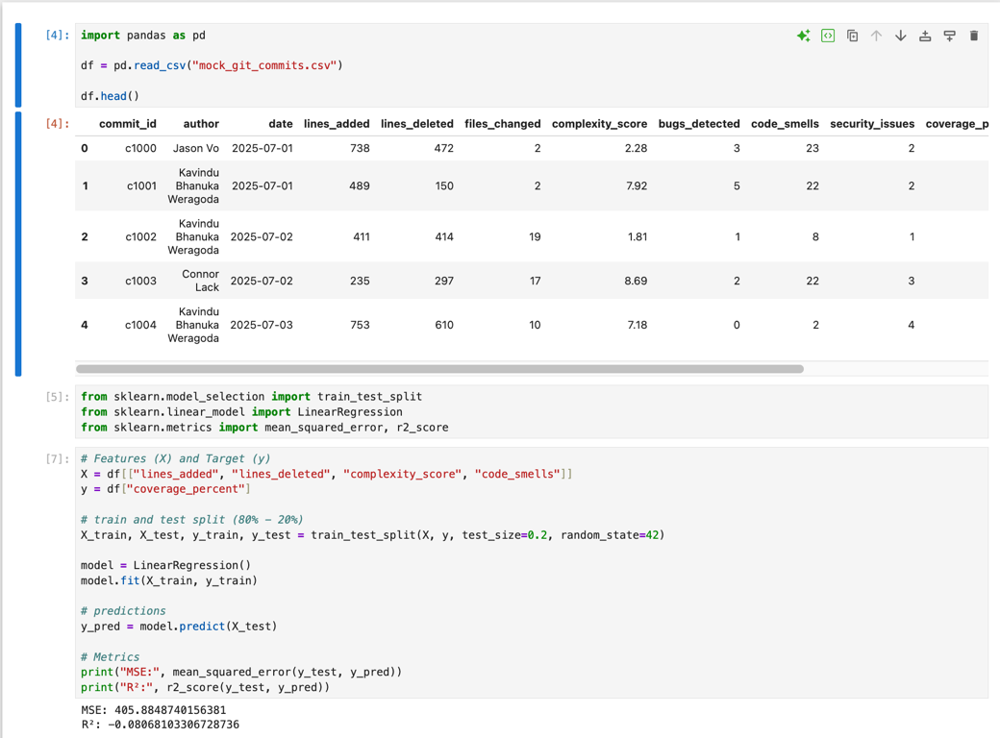 [4]: import pandas as pd
df = pd.read_csv("mock_git_commits.csv")
df.head()
[4]: commit_id author date lines_added lines_deleted files_changed complexity_score bugs_detected code_smells security_issues coverage_p
0 c1000 Jason Vo 2025-07-01 738 472 2 2.28 3 23 2
1 c1001 Kavindu Bhanuka Weragoda 2025-07-01 489 150 2 7.92 5 22 2
2 c1002 Kavindu Bhanuka Weragoda 2025-07-02 411 414 19 1.81 1 8 1
3 c1003 Connor Lack 2025-07-02 235 297 17 8.69 2 22 3
4 c1004 Kavindu Bhanuka Weragoda 2025-07-03 753 610 10 7.18 0 2 4
[5]: from sklearn.model_selection import train_test_split
from sklearn.linear_model import LinearRegression
from sklearn.metrics import mean_squared_error, r2_score
[7]: # Features (X) and Target (y)
X = df[["lines_added", "lines_deleted", "complexity_score", "code_smells"]]
y = df["coverage_percent"]
# train and test split (80% – 20%)
X_train, X_test, y_train, y_test = train_test_split(X, y, test_size=0.2, random_state=42)
model = LinearRegression()
model.fit(X_train, y_train)
# predictions
y_pred = model.predict(X_test)
# Metrics
print("MSE:", mean_squared_error(y_test, y_pred))
print("R²:", r2_score(y_test, y_pred))
MSE: 405.8848740156381
R²: -0.08068103306728736